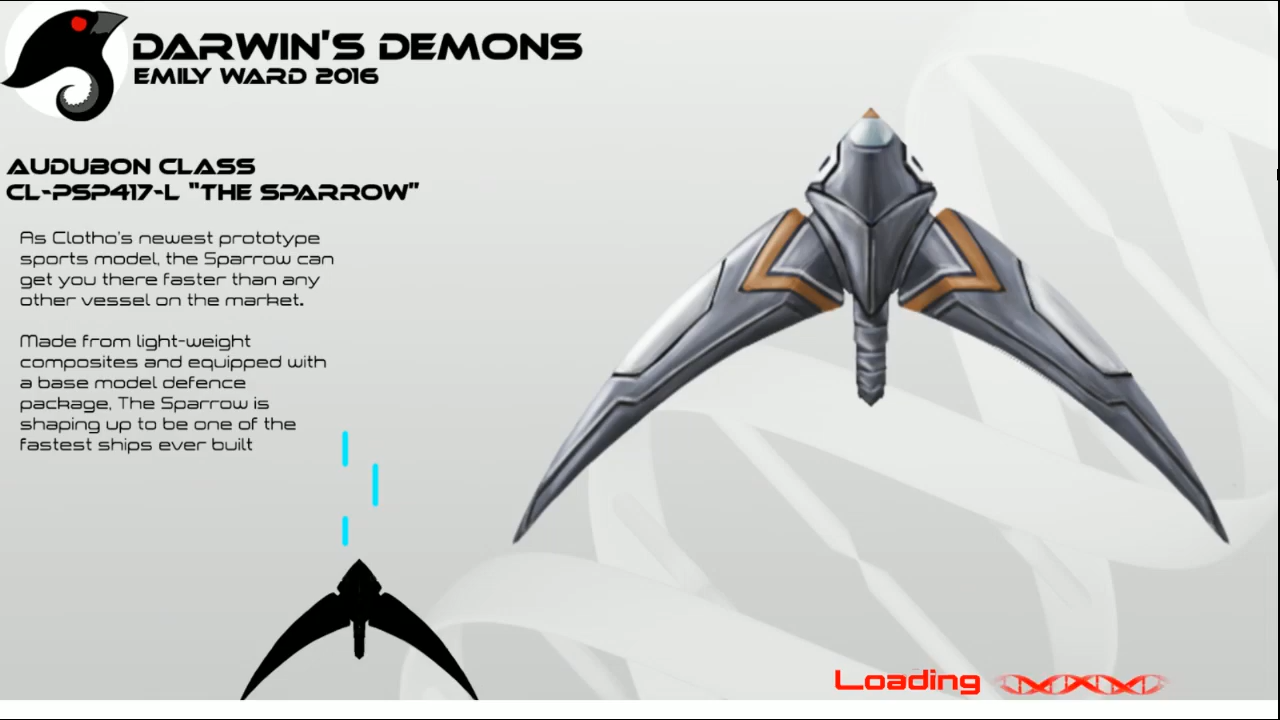 DARWIN'S DEMONS
EMILY WARD 2016
AUDUBON CLASS
CL-PSP417-L "THE SPARROW"
As Clotho's newest prototype
sports model, the Sparrow can
get you there faster than any
other vessel on the market.
Made from light-weight
composites and equipped with
a base model defence
package, The Sparrow is
shaping up to be one of the
fastest ships ever built
Loading